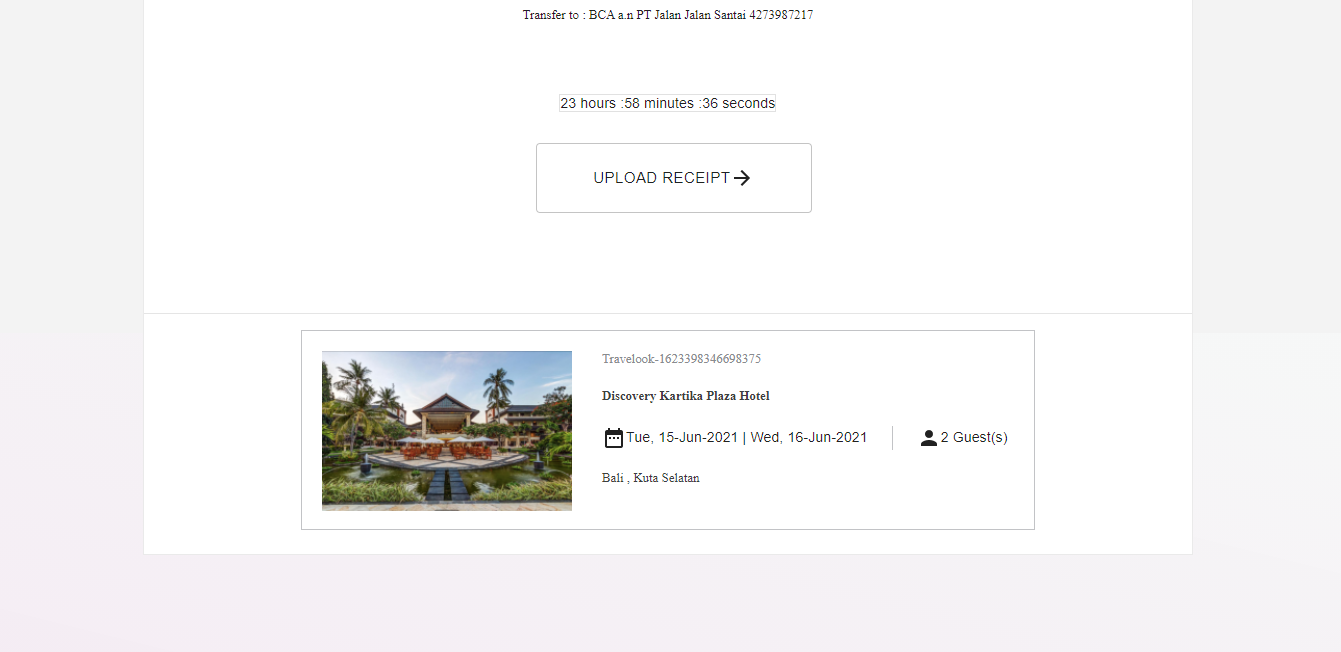 Transfer to : BCA a.n PT Jalan Jalan Santai 4273987217
23 hours :58 minutes :36 seconds
UPLOAD RECEIPT
Travelook-1623398346698375
Discovery Kartika Plaza Hotel
Tue, 15-Jun-2021 | Wed, 16-Jun-2021
2 Guest(s)
Bali , Kuta Selatan